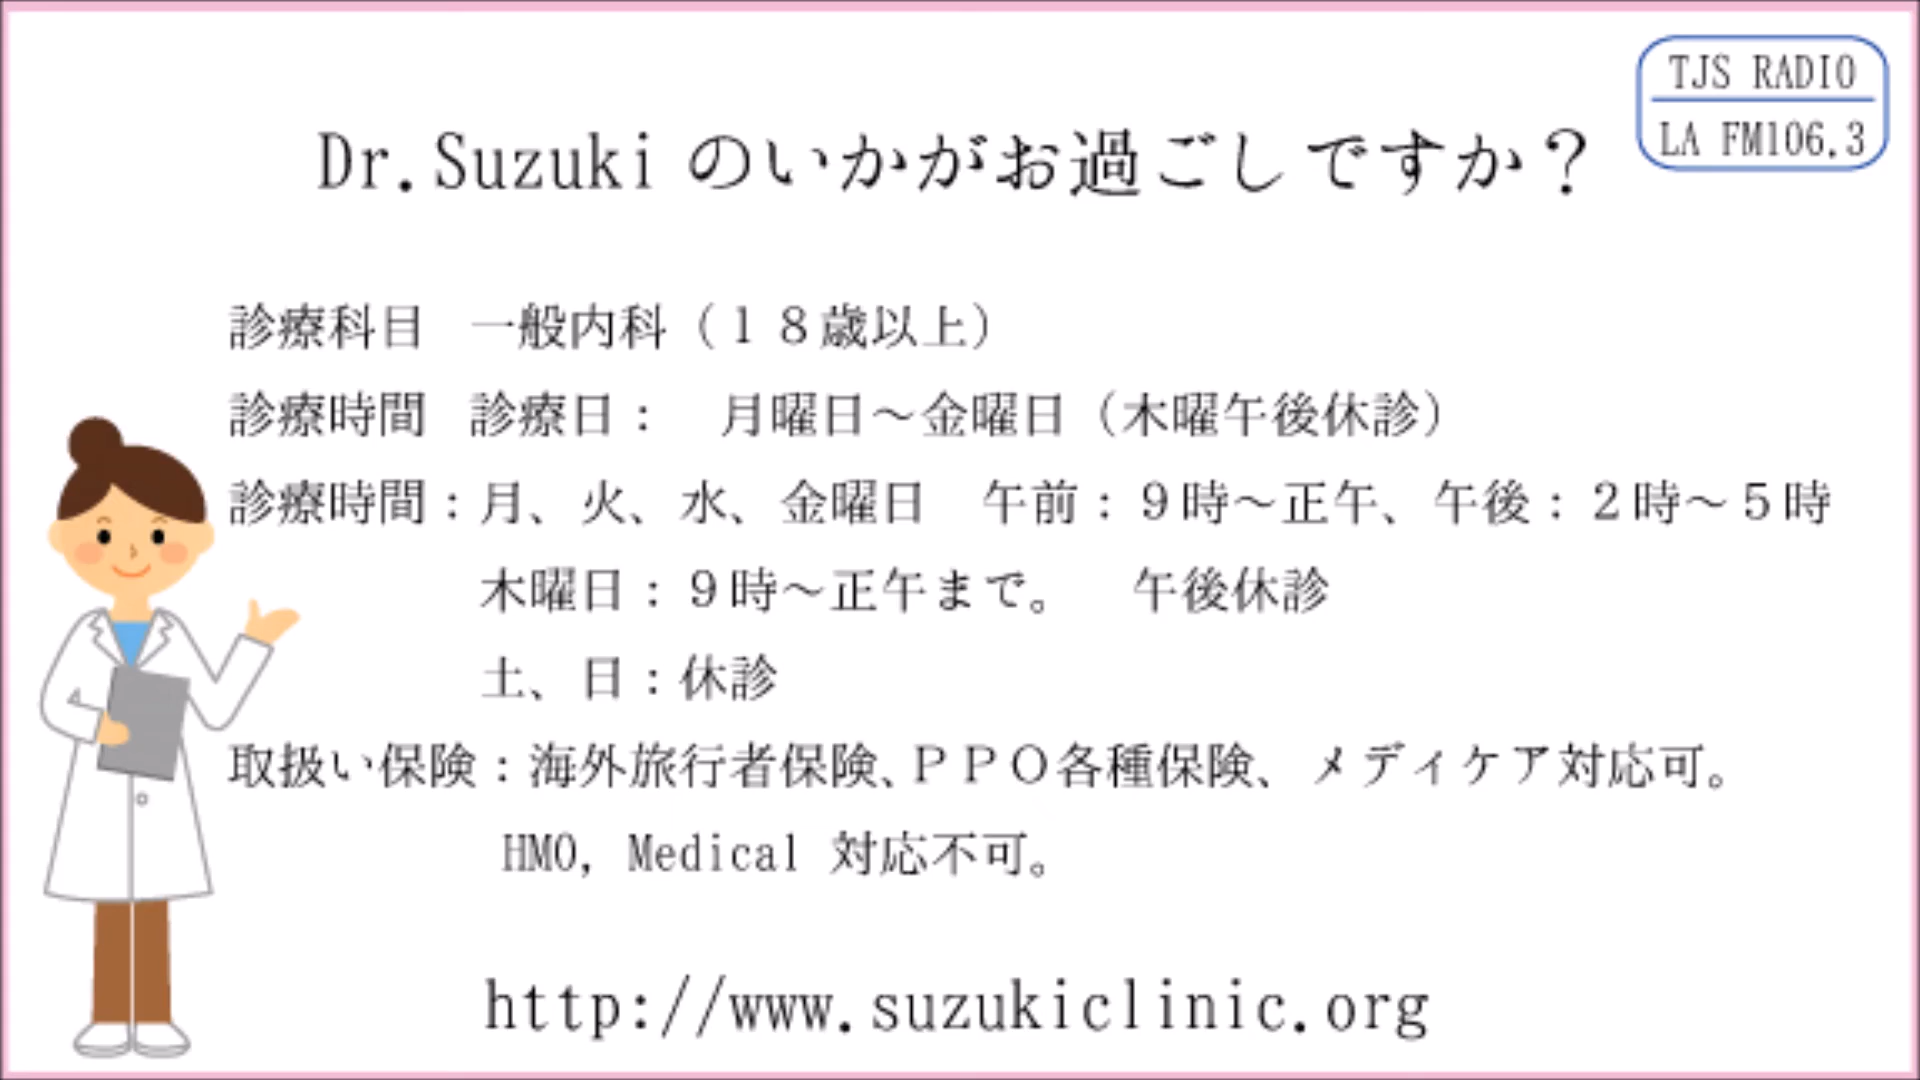 TJS RADIO
LA FM106.3
Dr.Suzuki のいかがお過ごしですか？
診療科目　一般内科（１８歳以上）
診療時間　診療日：　月曜日～金曜日（木曜午後休診）
診療時間：月、火、水、金曜日　午前：９時～正午、午後：２時～５時
木曜日：９時～正午まで。　午後休診
土、日：休診
取扱い保険：海外旅行者保険、ＰＰＯ各種保険、メディケア対応可。
HMO, Medical 対応不可。
http://www.suzukiclinic.org